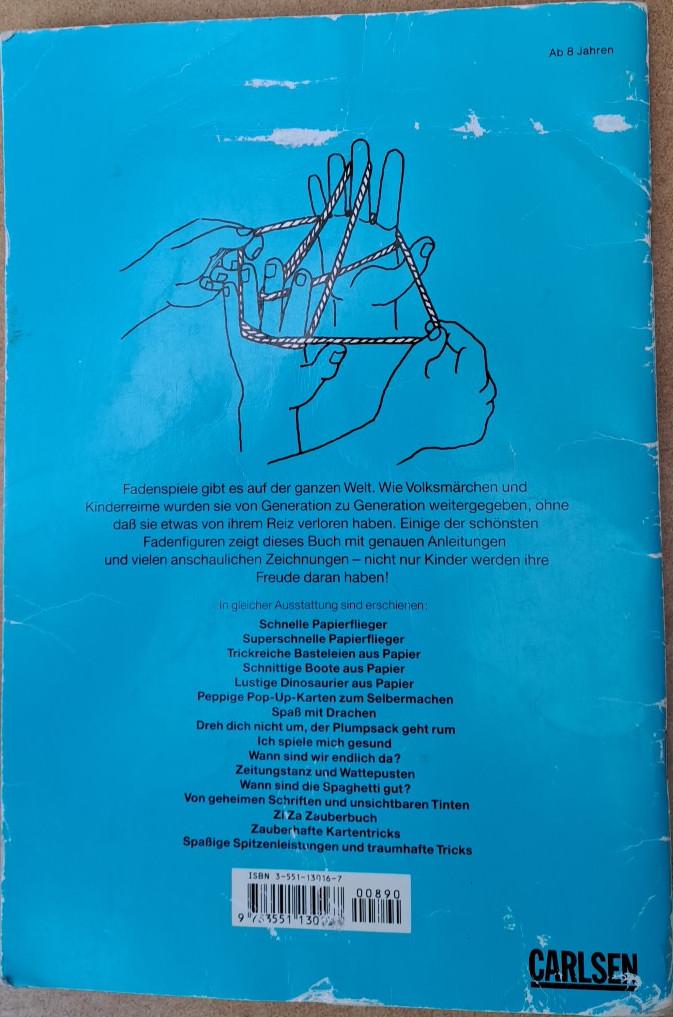 Ab 8 Jahren
Fadenspiele gibt es auf der ganzen Welt. Wie Volksmärchen und
Kinderreime wurden sie von Generation zu Generation weitergegeben, ohne
daß sie etwas von ihrem Reiz verloren haben. Einige der schönsten
Fadenfiguren zeigt dieses Buch mit genauen Anleitungen
und vielen anschaulichen Zeichnungen – nicht nur Kinder werden ihre
Freude daran haben!
In gleicher Ausstattung sind erschienen:
Schnelle Papierflieger
Superschnelle Papierflieger
Trickreiche Basteleien aus Papier
Schnittige Boote aus Papier
Lustige Dinosaurier aus Papier
Peppige Pop-Up-Karten zum Selbermachen
Spaß mit Drachen
Dreh dich nicht um, der Plumpsack geht rum
Ich spiele mich gesund
Wann sind wir endlich da?
Zeitungstanz und Wattepusten
Wann sind die Spaghetti gut?
Von geheimen Schriften und unsichtbaren Tinten
Zi Za Zauberbuch
Zauberhafte Kartentricks
Spaßige Spitzenleistungen und traumhafte Tricks
ISBN 3-551-13016-7
00890
CARLSEN